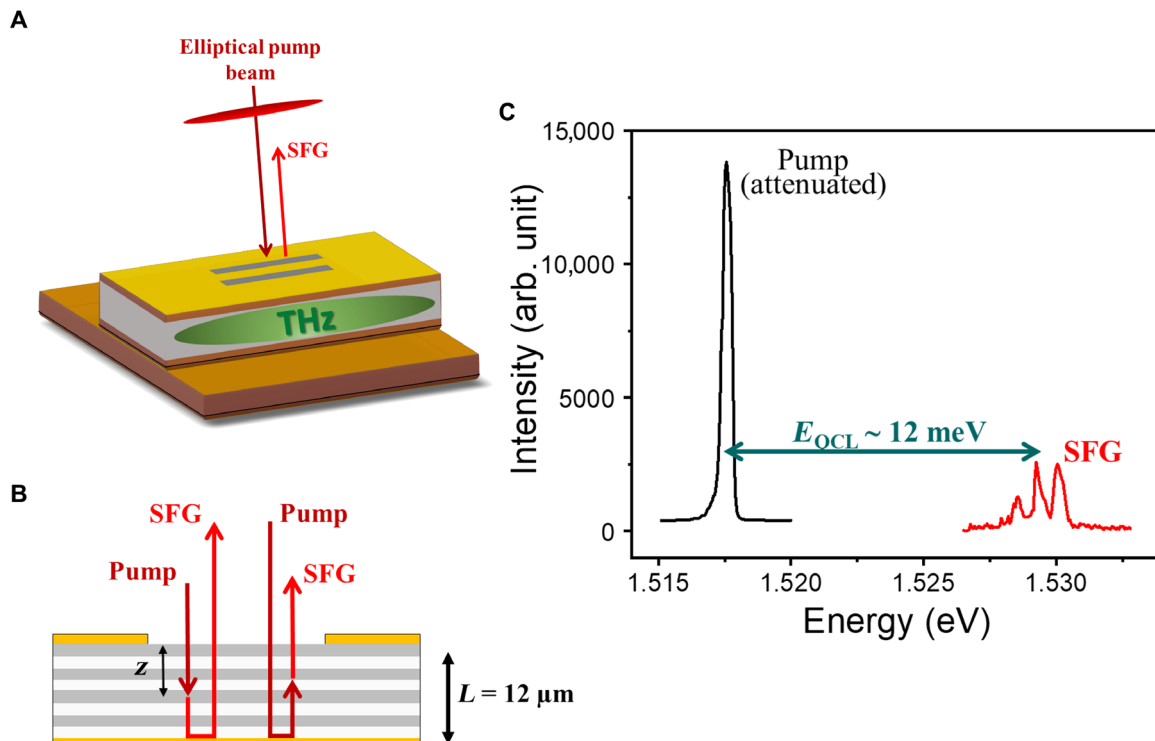 A
Elliptical pump
beam
SFG
THz
B
SFG
Pump
Pump
SFG
z
L = 12 μm
C
15,000
10,000
5000
0
Intensity (arb. unit)
Pump
(attenuated)
E_QCL ~ 12 meV
SFG
1.515
1.520
1.525
1.530
Energy (eV)